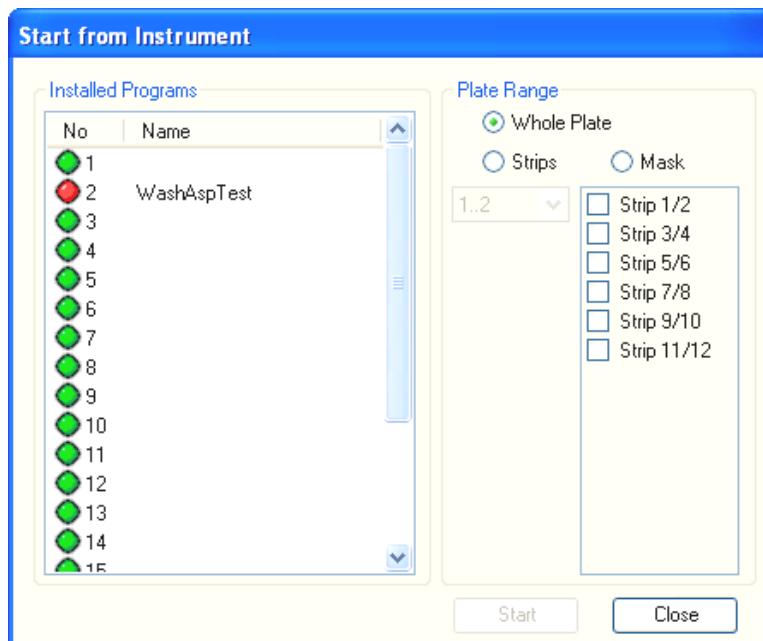 Start from Instrument
Installed Programs
No Name
1
2 WashAspTest
3
4
5
6
7
8
9
10
11
12
13
14
15
Plate Range
Whole Plate
Strips Mask
1..2
Strip 1/2
Strip 3/4
Strip 5/6
Strip 7/8
Strip 9/10
Strip 11/12
Start Close